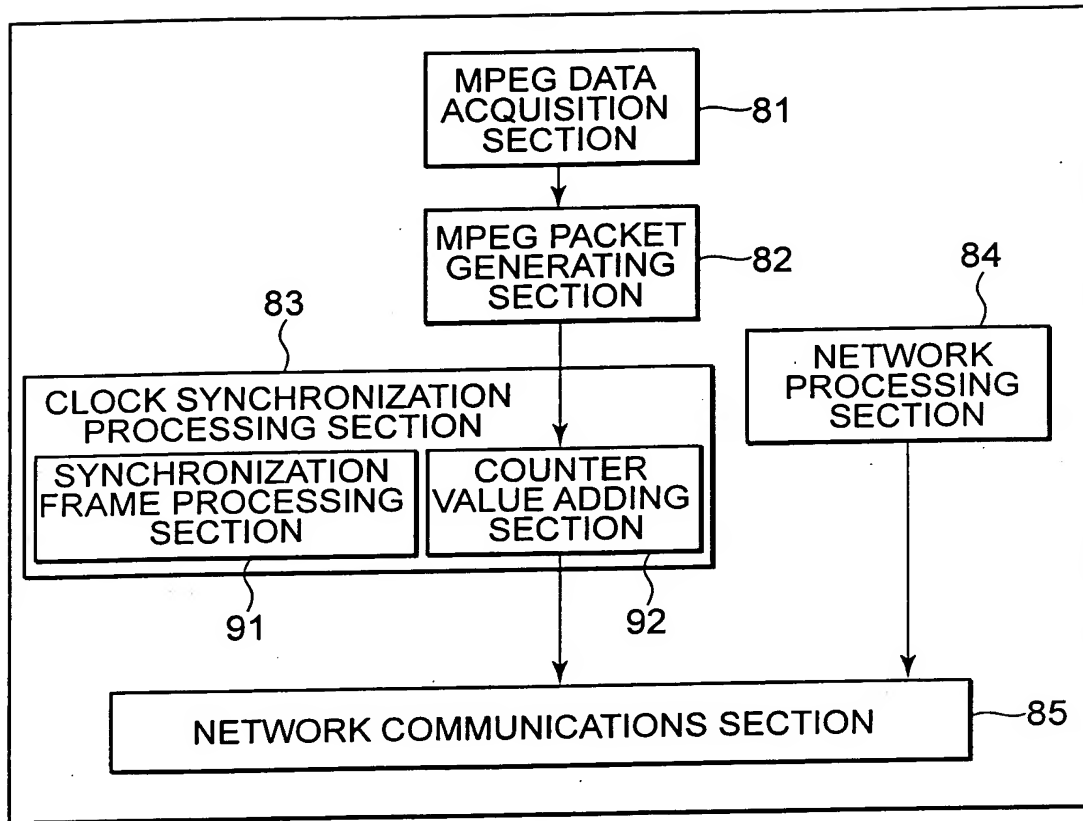 MPEG DATA
ACQUISITION
SECTION
81
MPEG PACKET
GENERATING
SECTION
82
83
84
CLOCK SYNCHRONIZATION
PROCESSING SECTION
NETWORK
PROCESSING
SECTION
SYNCHRONIZATION
FRAME PROCESSING
SECTION
COUNTER
VALUE ADDING
SECTION
91
92
NETWORK COMMUNICATIONS SECTION
85